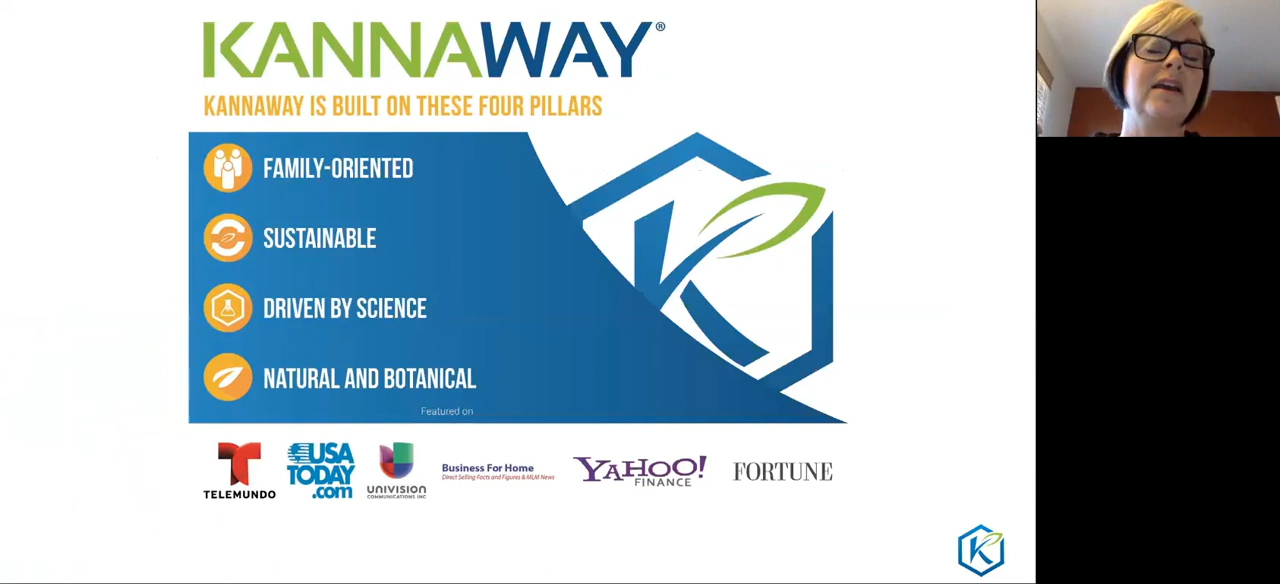 KANNAWAY®
KANNAWAY IS BUILT ON THESE FOUR PILLARS
FAMILY-ORIENTED
SUSTAINABLE
DRIVEN BY SCIENCE
NATURAL AND BOTANICAL
Featured on
TELEMUNDO
USA
TODAY
.com
UNIVISION
COMMUNICATIONS INC
Business For Home
Direct Selling Facts and Figures & MLM News
YAHOO!
FINANCE
FORTUNE